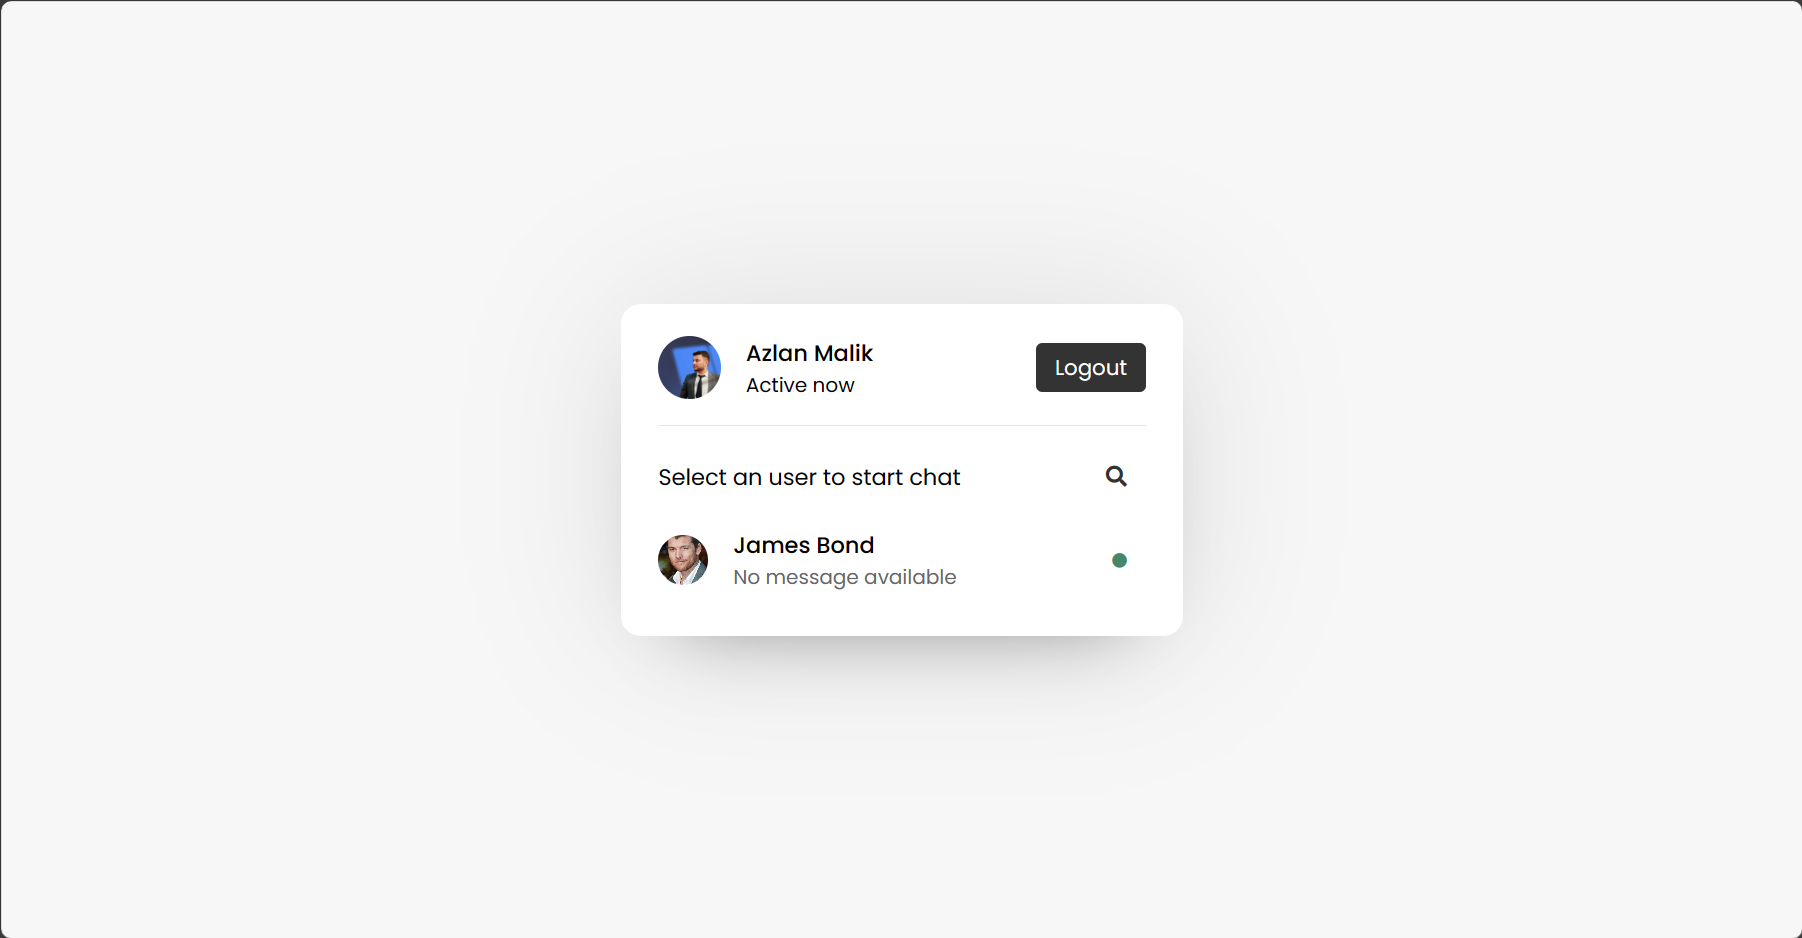 Azlan Malik
Active now
Logout
Select an user to start chat
James Bond
No message available